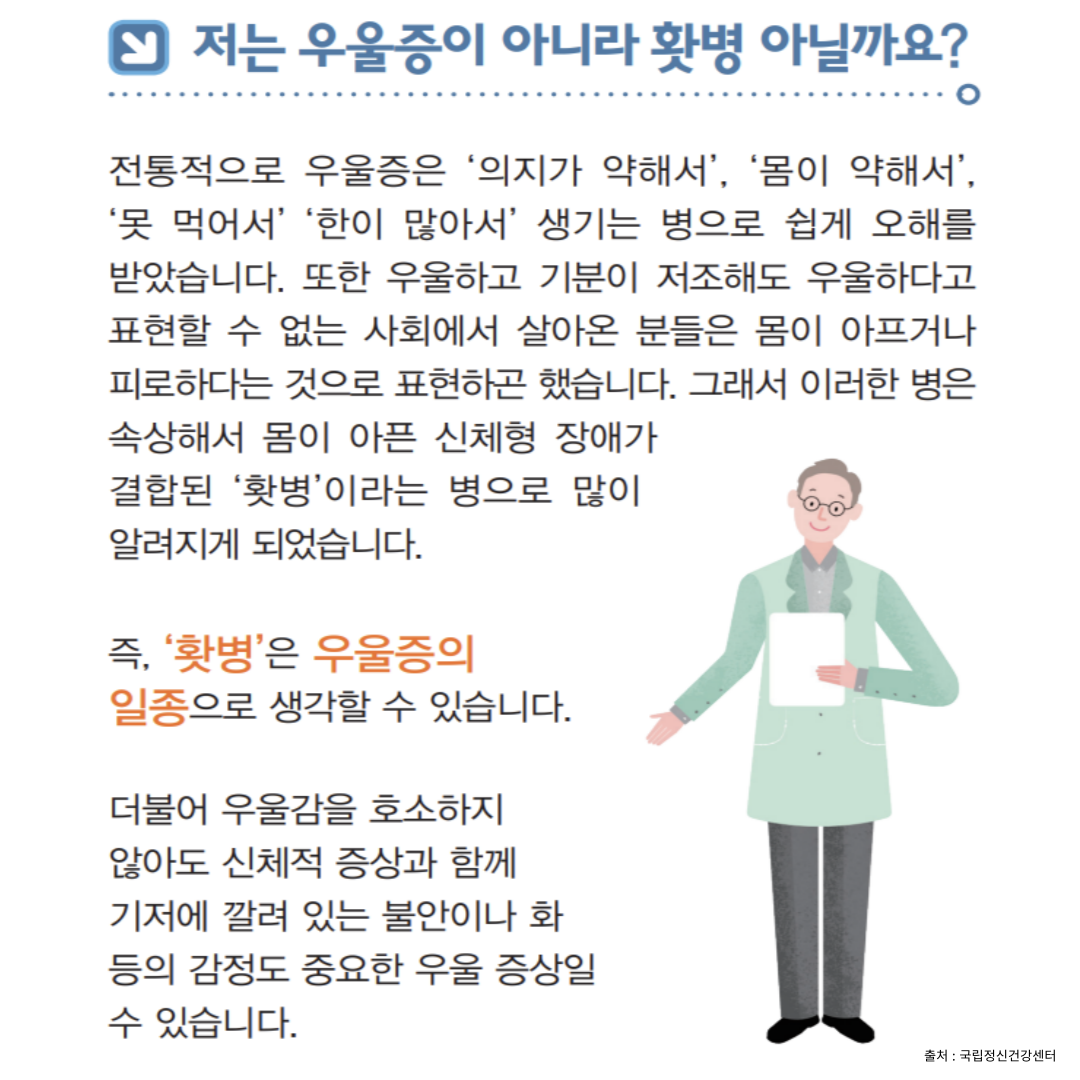 저는 우울증이 아니라 홧병 아닐까요?
전통적으로 우울증은 ‘의지가 약해서’, ‘몸이 약해서’,
‘못 먹어서’ ‘한이 많아서’ 생기는 병으로 쉽게 오해를
받았습니다. 또한 우울하고 기분이 저조해도 우울하다고
표현할 수 없는 사회에서 살아온 분들은 몸이 아프거나
피로하다는 것으로 표현하곤 했습니다. 그래서 이러한 병은
속상해서 몸이 아픈 신체형 장애가
결합된 ‘홧병’이라는 병으로 많이
알려지게 되었습니다.
즉, ‘홧병’은 우울증의
일종으로 생각할 수 있습니다.
더불어 우울감을 호소하지
않아도 신체적 증상과 함께
기저에 깔려 있는 불안이나 화
등의 감정도 중요한 우울 증상일
수 있습니다.
출처 : 국립정신건강센터